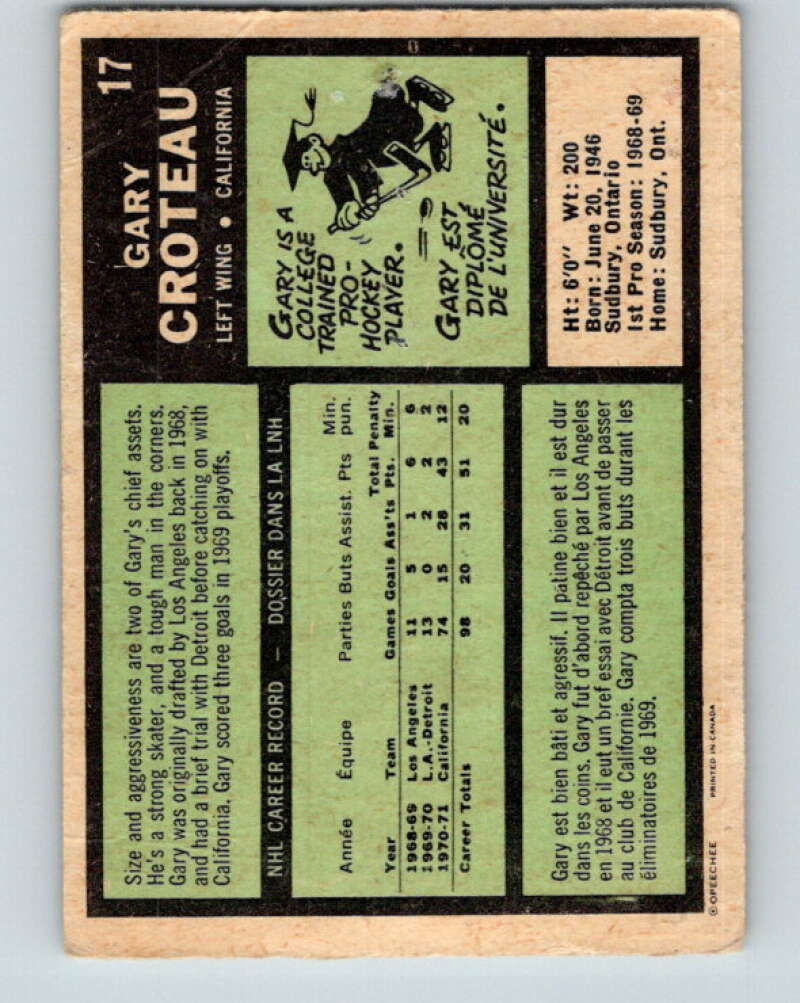 17
GARY
CROTEAU
LEFT WING • CALIFORNIA
Size and aggressiveness are two of Gary's chief assets.
He's a strong skater, and a tough man in the corners.
Gary was originally drafted by Los Angeles back in 1968,
and had a brief trial with Detroit before catching on with
California. Gary scored three goals in 1969 playoffs.
GARY IS A
COLLEGE
TRAINED
PRO-
HOCKEY
PLAYER.
GARY EST
DIPLÔMÉ
DE L'UNIVERSITÉ.
NHL CAREER RECORD — DOSSIER DANS LA LNH
Année Équipe Parties Buts Assist. Pts Min. pun.
Year Team Games Goals Ass'ts Total Pts. Penalty Min.
1968-69 Los Angeles 11 5 1 6 6
1969-70 L.A.-Detroit 13 0 2 2 2
1970-71 California 74 15 28 43 12
Career Totals 98 20 31 51 20
Ht: 6'0" Wt: 200
Born: June 20, 1946
Sudbury, Ontario
1st Pro Season: 1968-69
Home: Sudbury, Ont.
Gary est bien bâti et agressif. Il patine bien et il est dur
dans les coins. Gary fut d'abord repêché par Los Angeles
en 1968 et il eut un bref essai avec Détroit avant de passer
au club de Californie. Gary compta trois buts durant les
éliminatoires de 1969.
© OPEECHEE PRINTED IN CANADA